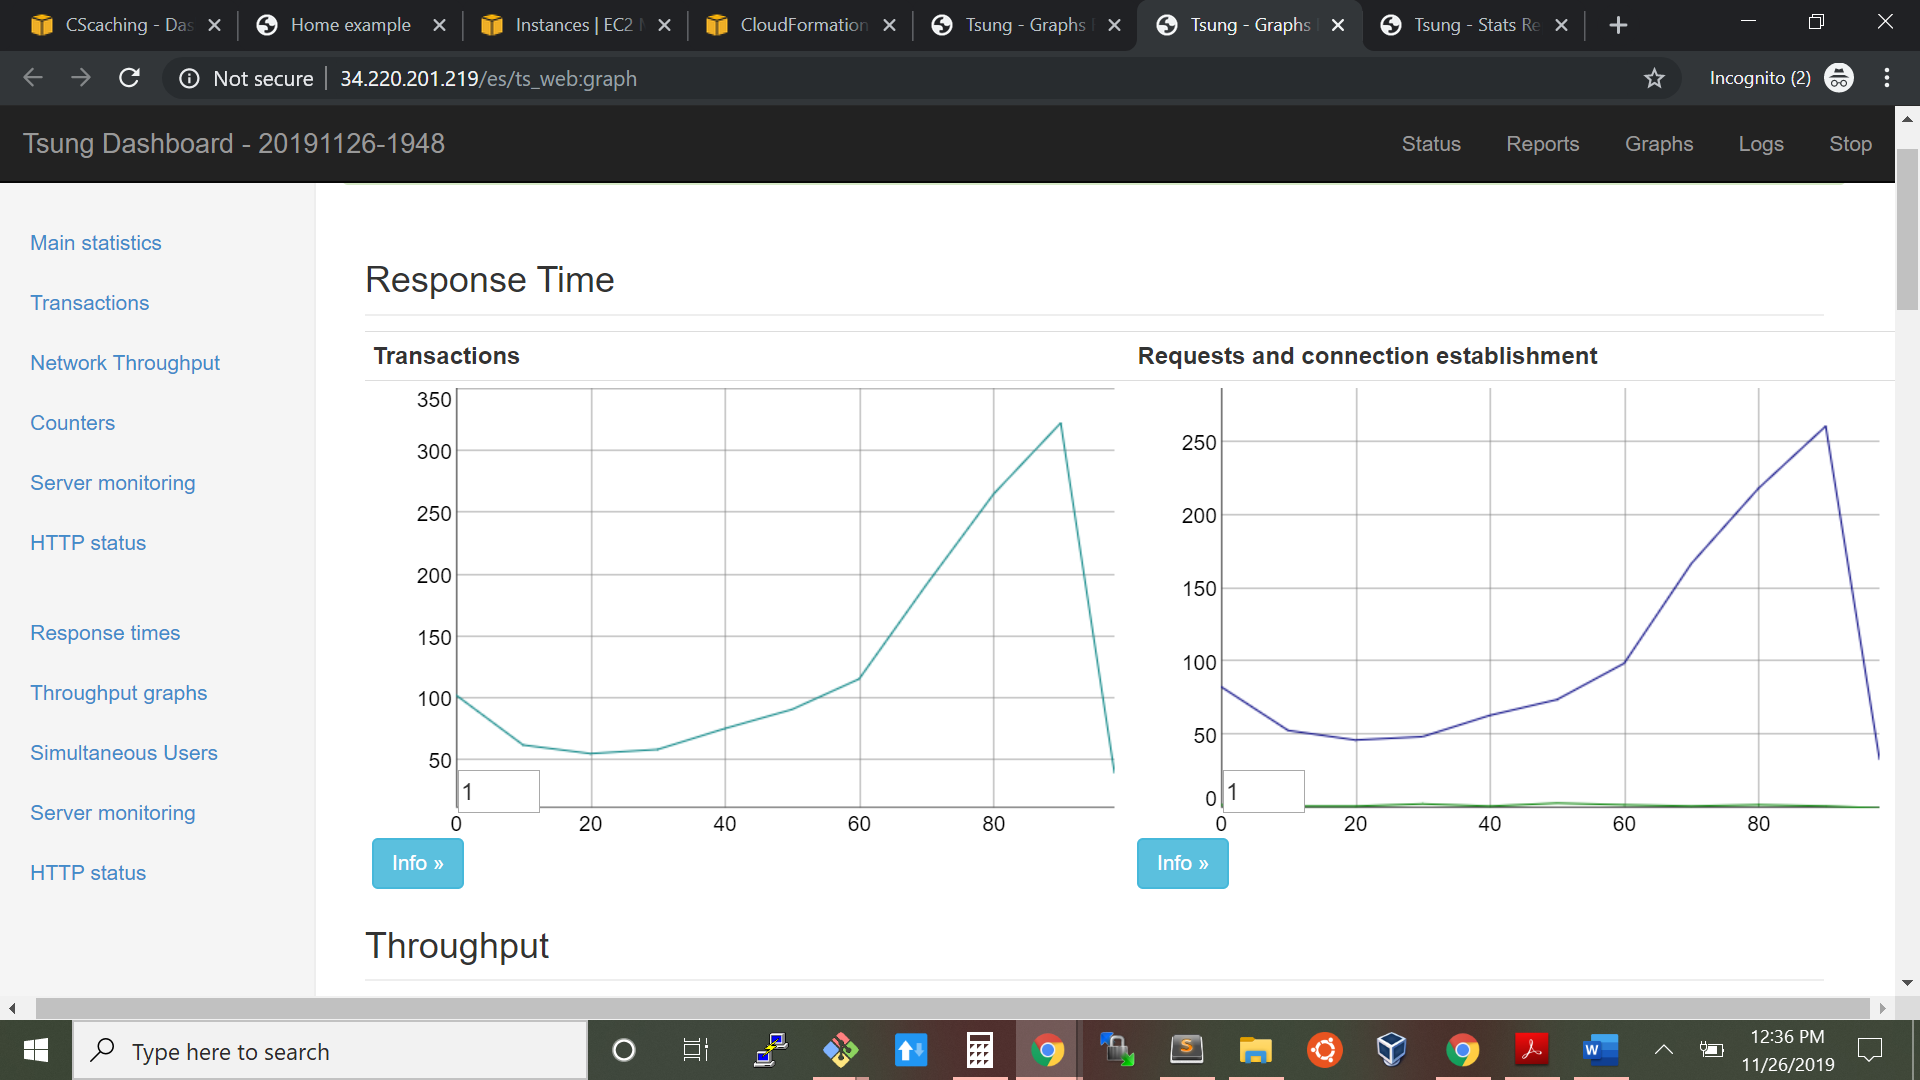 CScaching - Das
Home example
Instances | EC2 M
CloudFormation
Tsung - Graphs
Tsung - Graphs
Tsung - Stats Re
Not secure
34.220.201.219/es/ts_web:graph
Incognito (2)
Tsung Dashboard - 20191126-1948
Status
Reports
Graphs
Logs
Stop
Main statistics
Transactions
Network Throughput
Counters
Server monitoring
HTTP status
Response times
Throughput graphs
Simultaneous Users
Server monitoring
HTTP status
Response Time
Transactions
350
300
250
200
150
100
50
1
0 20 40 60 80
Info »
Requests and connection establishment
250
200
150
100
50
0
1
0 20 40 60 80
Info »
Throughput
Type here to search
S
W
12:36 PM
11/26/2019